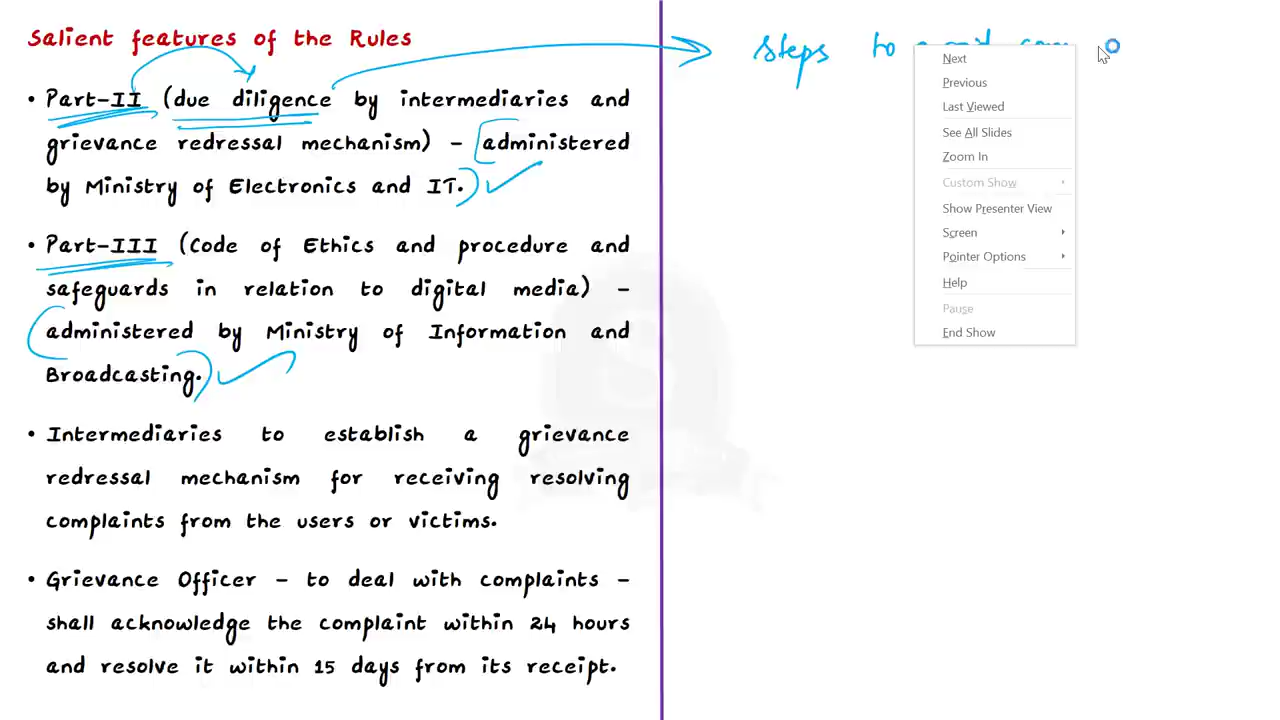 Salient features of the Rules
• Part-II (due diligence by intermediaries and
grievance redressal mechanism) - administered
by Ministry of Electronics and IT.
• Part-III (Code of Ethics and procedure and
safeguards in relation to digital media) -
administered by Ministry of Information and
Broadcasting.
• Intermediaries to establish a grievance
redressal mechanism for receiving resolving
complaints from the users or victims.
• Grievance Officer - to deal with complaints -
shall acknowledge the complaint within 24 hours
and resolve it within 15 days from its receipt.
steps to
Next
Previous
Last Viewed
See All Slides
Zoom In
Custom Show
Show Presenter View
Screen
Pointer Options
Help
Pause
End Show